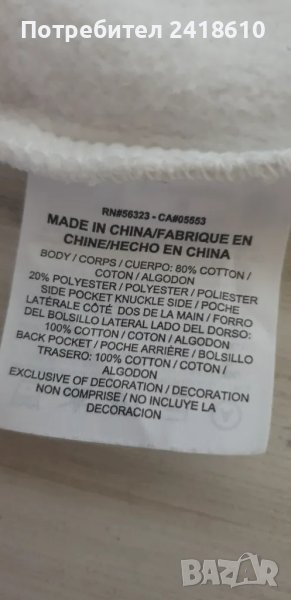 Потребител 2418610
RN#56323 - CA#05553
MADE IN CHINA/FABRIQUE EN
CHINE/HECHO EN CHINA
BODY / CORPS / CUERPO: 80% COTTON /
COTON / ALGODON
20% POLYESTER / POLYESTER / POLIESTER
SIDE POCKET KNUCKLE SIDE / POCHE
LATÉRALE CÔTÉ DOS DE LA MAIN / FORRO
DEL BOLSILLO LATERAL LADO DEL DORSO:
100% COTTON / COTON / ALGODON
BACK POCKET / POCHE ARRIÈRE / BOLSILLO
TRASERO: 100% COTTON / COTON /
ALGODON
EXCLUSIVE OF DECORATION / DECORATION
NON COMPRISE / NO INCLUYE LA
DECORACION
BAZAR